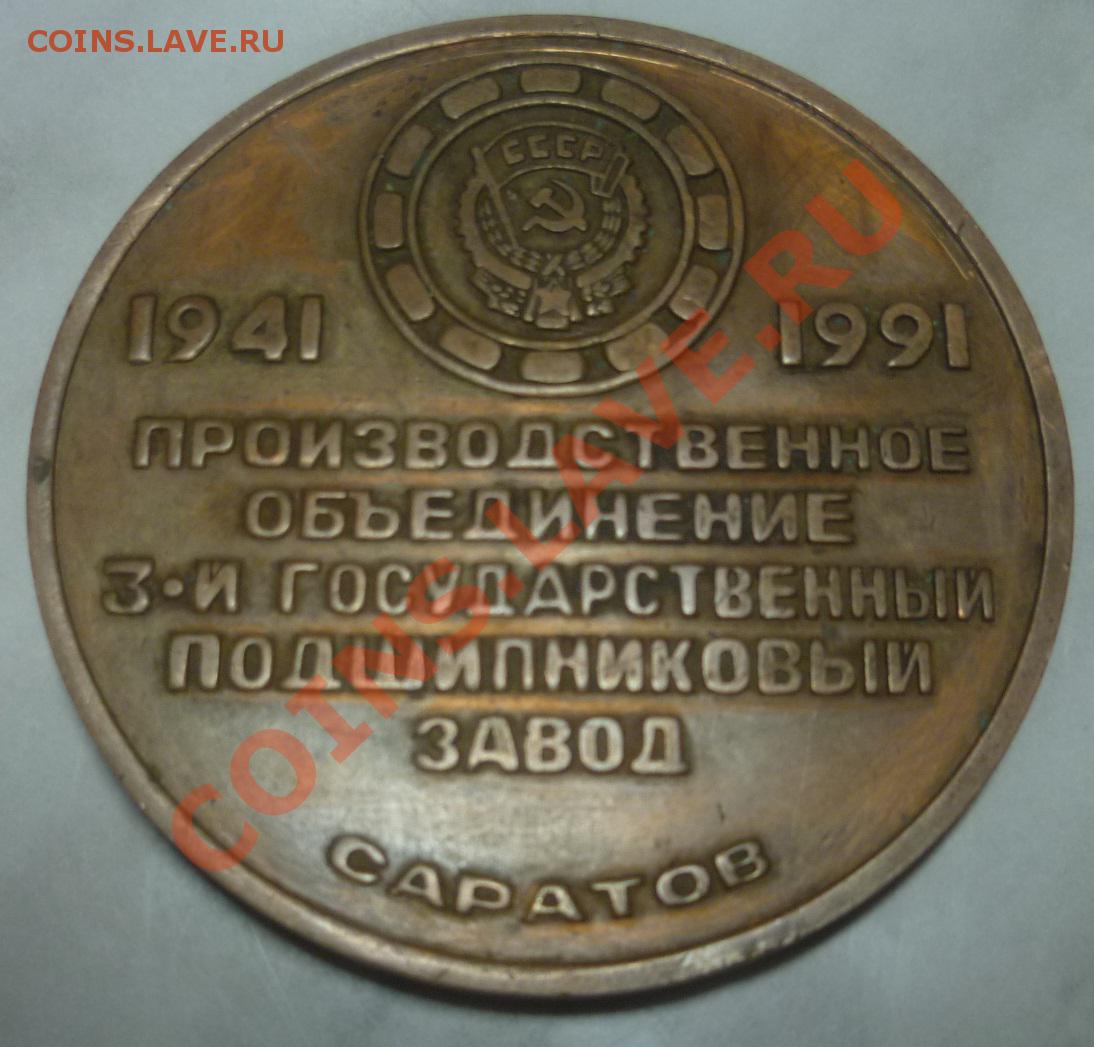 COINS.LAVE.RU
СССР
1941 1991
ПРОИЗВОДСТВЕННОЕ
ОБЪЕДИНЕНИЕ
3-Й ГОСУДАРСТВЕННЫЙ
ПОДШИПНИКОВЫЙ
ЗАВОД
САРАТОВ
COINS.LAVE.RU